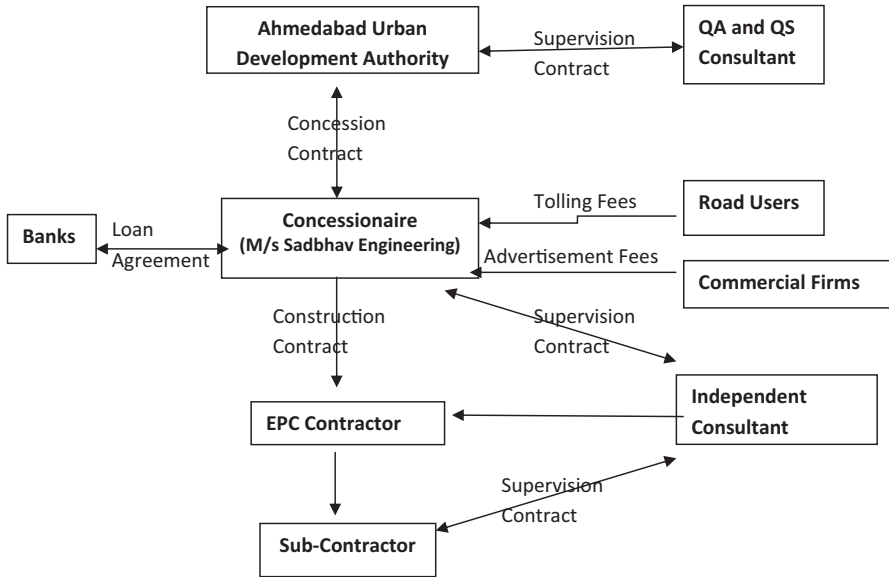 Ahmedabad Urban
Development Authority
Supervision
Contract
QA and QS
Consultant
Concession
Contract
Banks
Loan
Agreement
Concessionaire
(M/s Sadbhav Engineering)
Tolling Fees
Road Users
Advertisement Fees
Commercial Firms
Construction
Contract
Supervision
Contract
EPC Contractor
Independent
Consultant
Supervision
Contract
Sub-Contractor